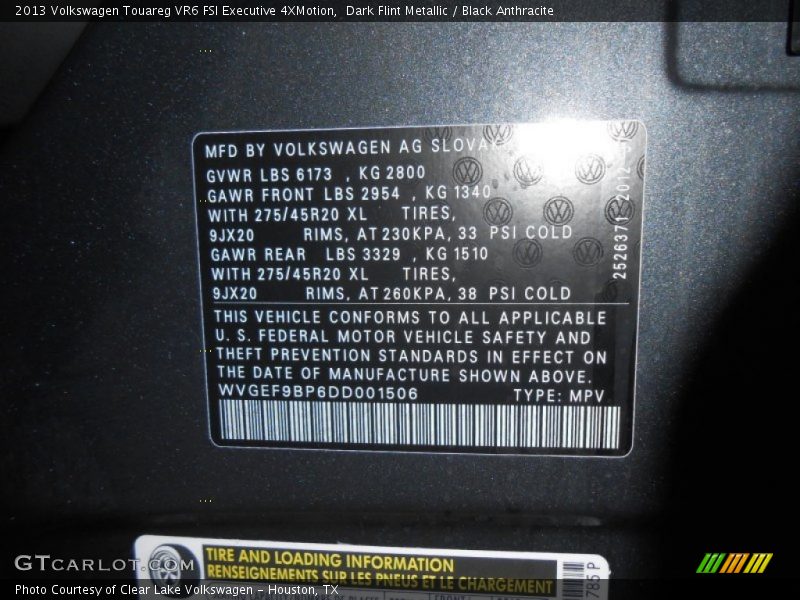 2013 Volkswagen Touareg VR6 FSI Executive 4XMotion,  Dark Flint Metallic / Black Anthracite
MFD BY VOLKSWAGEN AG
GVWR LBS 6173 , KG 2800
GAWR FRONT LBS 2954 , KG 1340
WITH 275/45R20 XL TIRES,
9JX20 RIMS, AT 230KPA, 33 PSI COLD
GAWR REAR LBS 3329 , KG 1510
WITH 275/45R20 XL TIRES,
9JX20 RIMS, AT 260KPA, 38 PSI COLD
THIS VEHICLE CONFORMS TO ALL APPLICABLE
U. S. FEDERAL MOTOR VEHICLE SAFETY AND
THEFT PREVENTION STANDARDS IN EFFECT ON
THE DATE OF MANUFACTURE SHOWN ABOVE.
WVGEF9BP6DD001506 TYPE: MPV
TIRE AND LOADING INFORMATION
RENSEIGNEMENTS SUR LES PNEUS ET LE CHARGEMENT
785 P
GTcarlot.com
Photo Courtesy of Clear Lake Volkswagen – Houston, TX